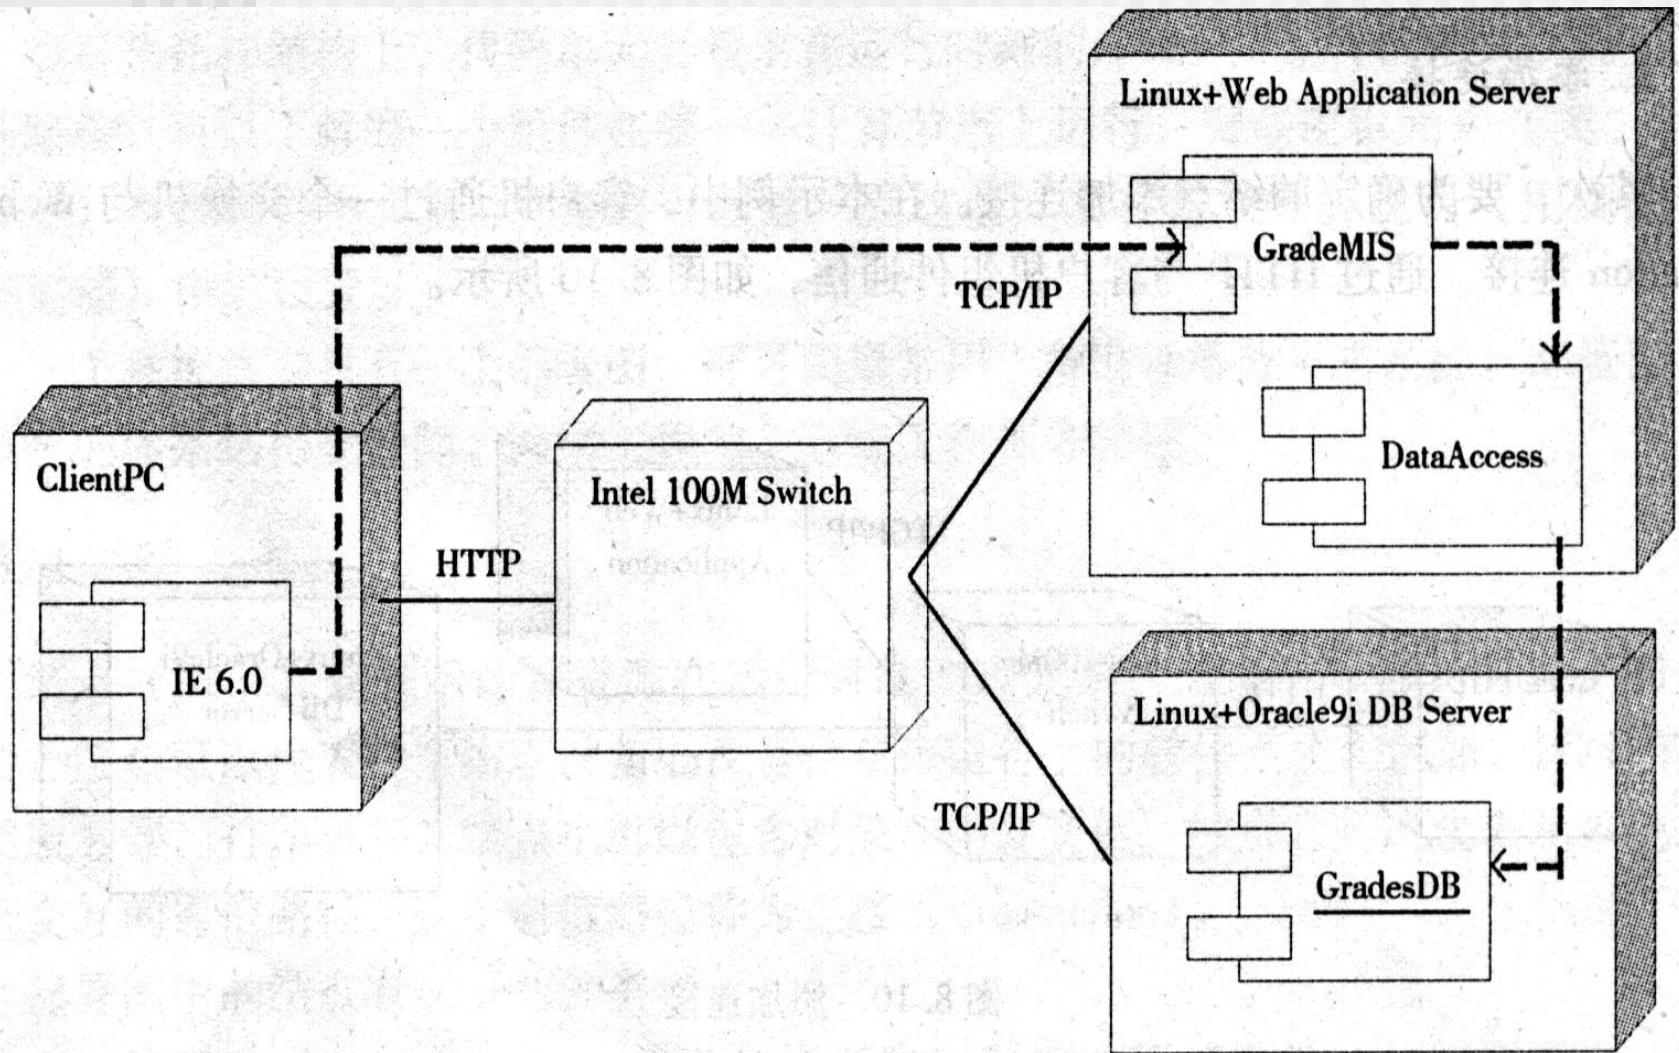 Linux+Web Application Server
GradeMIS
TCP/IP
DataAccess
ClientPC
Intel 100M Switch
HTTP
IE 6.0
Linux+Oracle9i DB Server
TCP/IP
GradesDB